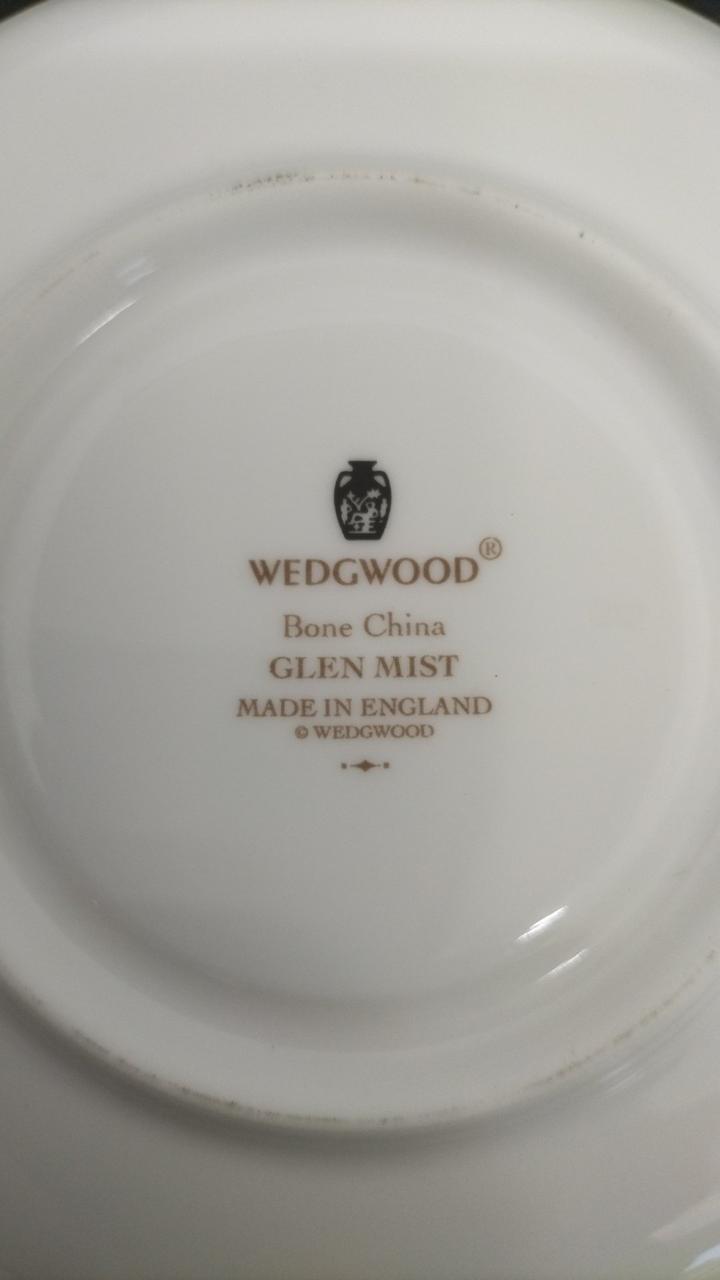 WEDGWOOD®
Bone China
GLEN MIST
MADE IN ENGLAND
© WEDGWOOD